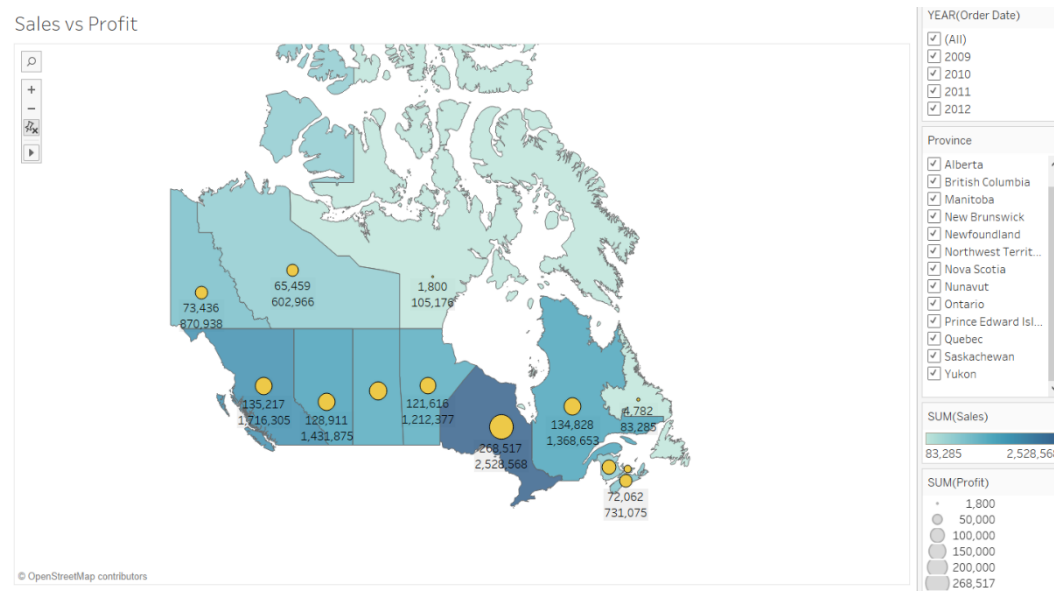 Sales vs Profit
65,459
602,966
1,800
105,176
73,436
870,938
135,217
1,716,305
128,911
1,431,875
121,616
1,212,377
268,517
2,528,568
134,828
1,368,653
4,782
83,285
72,062
731,075
© OpenStreetMap contributors
YEAR(Order Date)
(All)
2009
2010
2011
2012
Province
Alberta
British Columbia
Manitoba
New Brunswick
Newfoundland
Northwest Territ...
Nova Scotia
Nunavut
Ontario
Prince Edward Isl...
Quebec
Saskachewan
Yukon
SUM(Sales)
83,285 2,528,568
SUM(Profit)
1,800
50,000
100,000
150,000
200,000
268,517